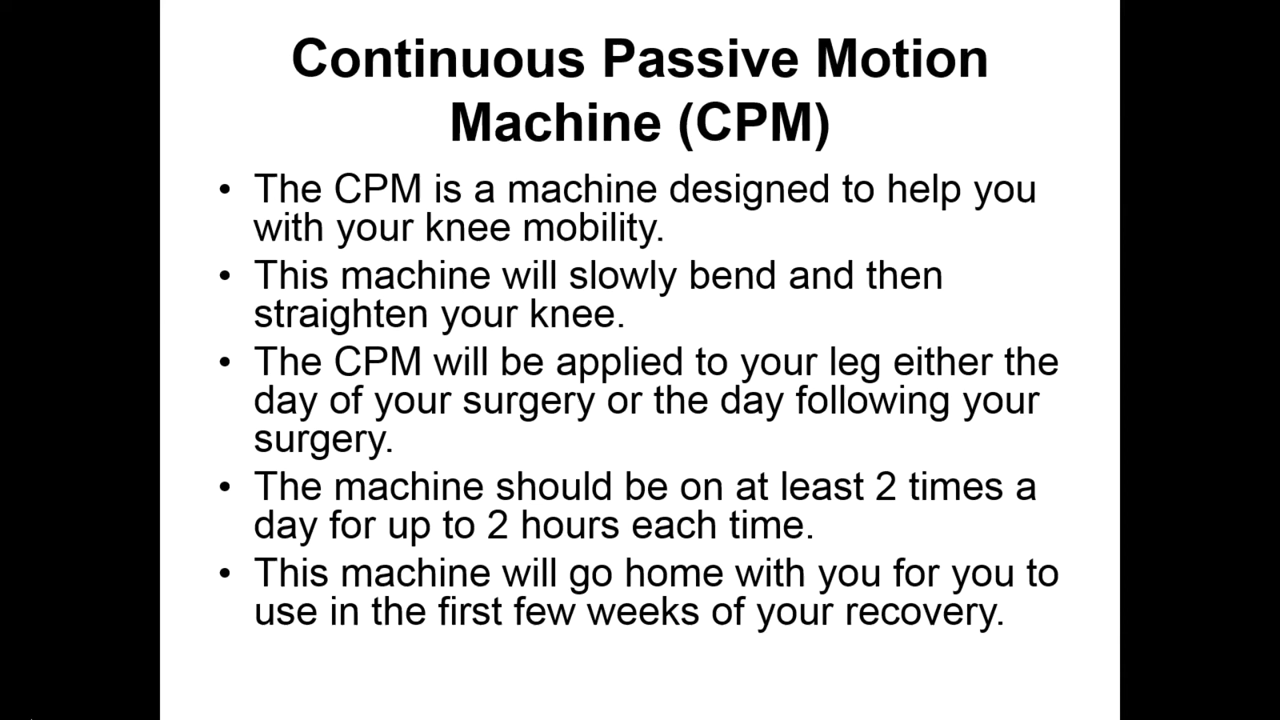 Continuous Passive Motion
Machine (CPM)
• The CPM is a machine designed to help you
with your knee mobility.
• This machine will slowly bend and then
straighten your knee.
• The CPM will be applied to your leg either the
day of your surgery or the day following your
surgery.
• The machine should be on at least 2 times a
day for up to 2 hours each time.
• This machine will go home with you for you to
use in the first few weeks of your recovery.